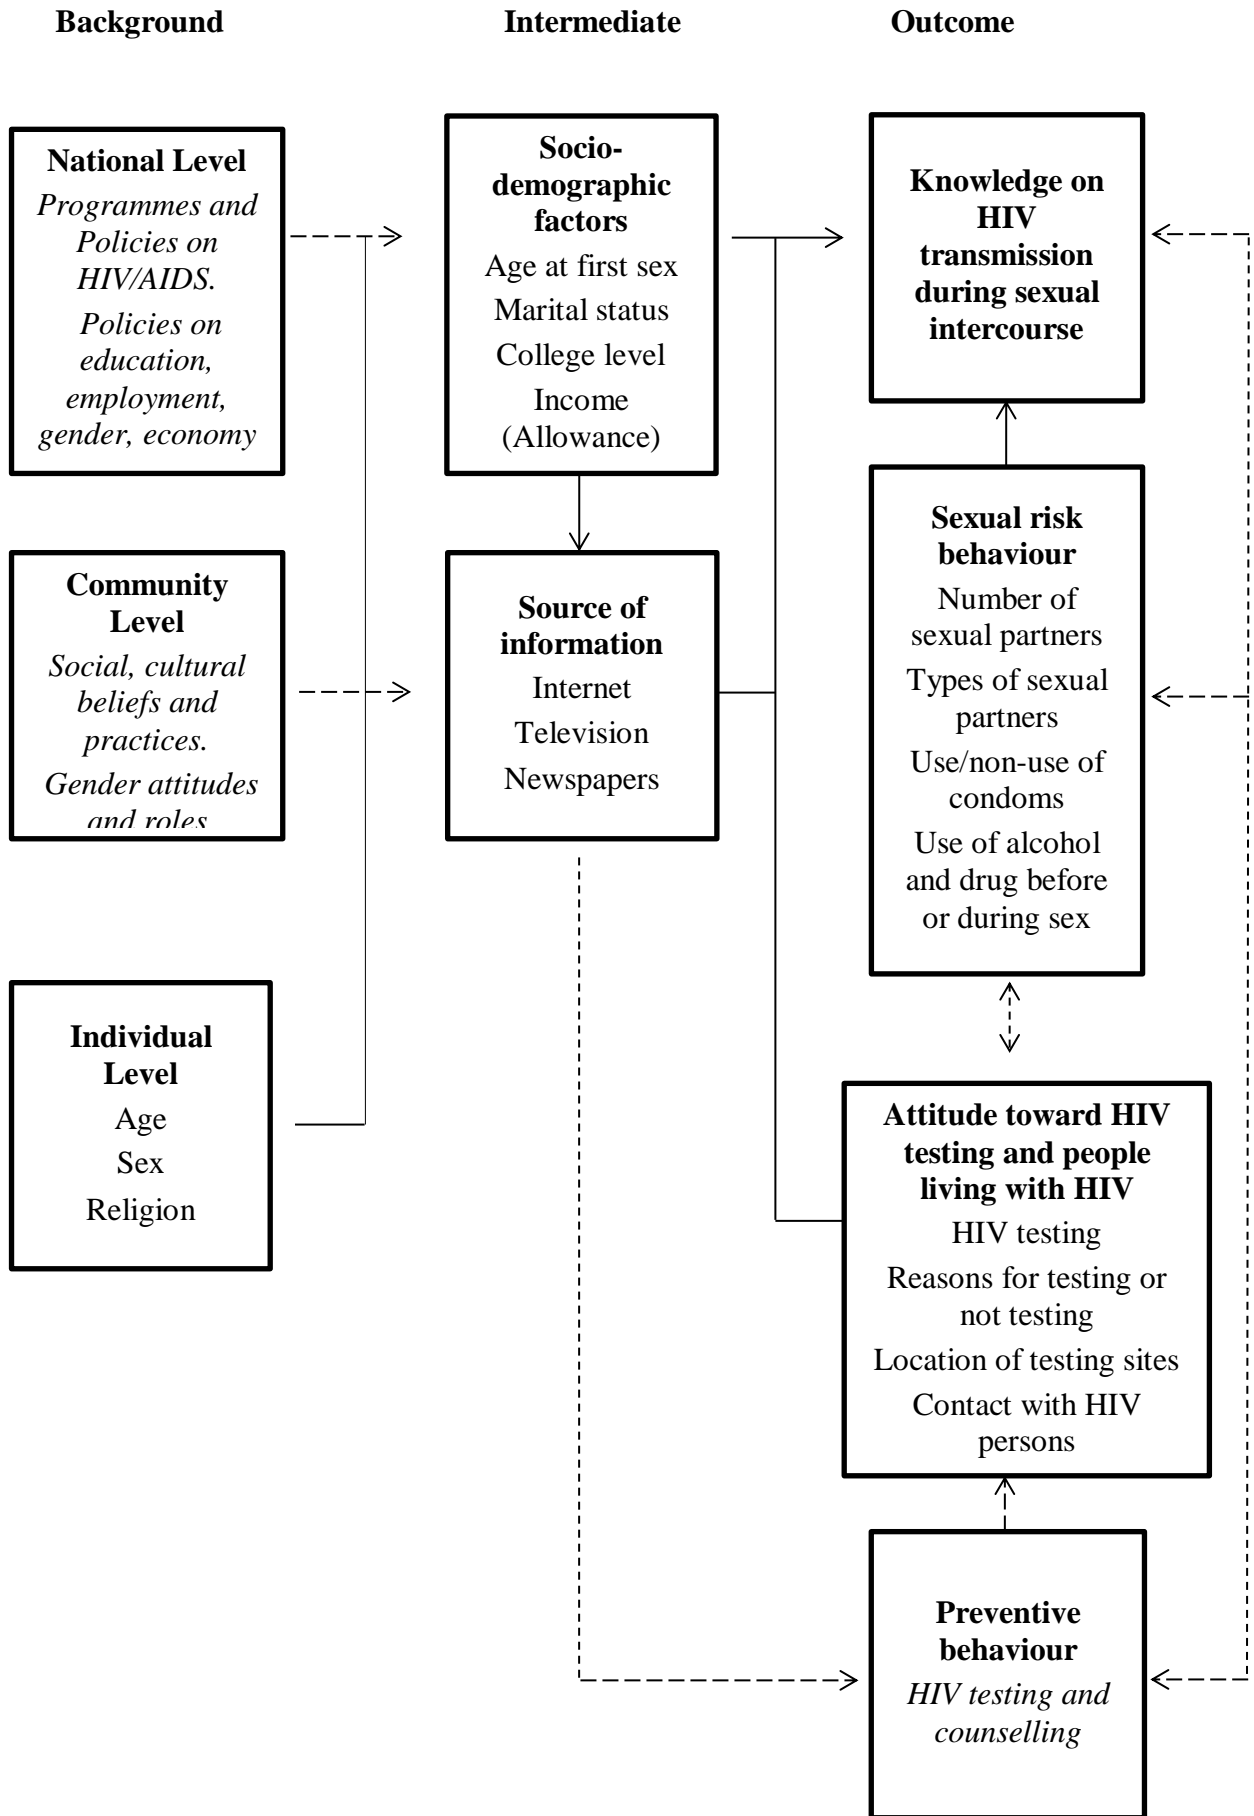 Background
Intermediate
Outcome
National Level
Programmes and
Policies on
HIV/AIDS.
Policies on
education,
employment,
gender, economy
Community
Level
Social, cultural
beliefs and
practices.
Gender attitudes
and roles
Individual
Level
Age
Sex
Religion
Socio-
demographic
factors
Age at first sex
Marital status
College level
Income
(Allowance)
Source of
information
Internet
Television
Newspapers
Knowledge on
HIV
transmission
during sexual
intercourse
Sexual risk
behaviour
Number of
sexual partners
Types of sexual
partners
Use/non-use of
condoms
Use of alcohol
and drug before
or during sex
Attitude toward HIV
testing and people
living with HIV
HIV testing
Reasons for testing or
not testing
Location of testing sites
Contact with HIV
persons
Preventive
behaviour
HIV testing and
counselling